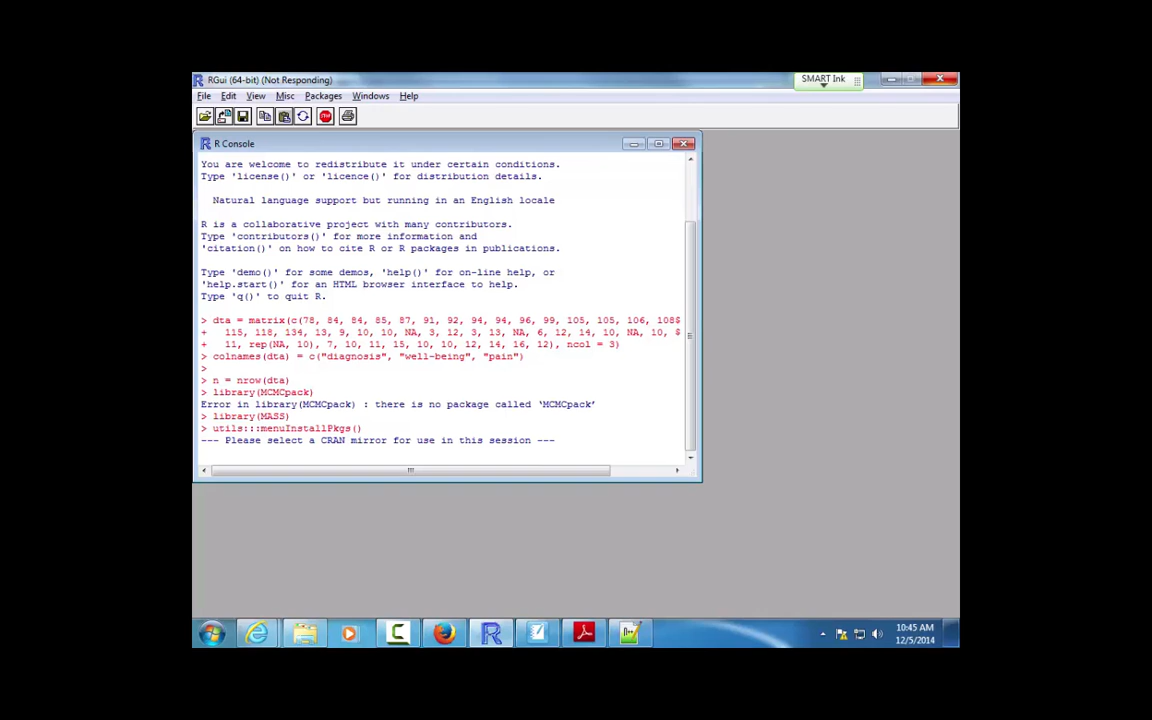 RGui (64-bit) (Not Responding)
SMART Ink
File Edit View Misc Packages Windows Help
STOP
R Console
You are welcome to redistribute it under certain conditions.
Type 'license()' or 'licence()' for distribution details.
Natural language support but running in an English locale
R is a collaborative project with many contributors.
Type 'contributors()' for more information and
'citation()' on how to cite R or R packages in publications.
Type 'demo()' for some demos, 'help()' for on-line help, or
'help.start()' for an HTML browser interface to help.
Type 'q()' to quit R.
> dta = matrix(c(78, 84, 84, 85, 87, 91, 92, 94, 94, 96, 99, 105, 105, 106, 108$
+ 115, 118, 134, 13, 9, 10, 10, NA, 3, 12, 3, 13, NA, 6, 12, 14, 10, NA, 10, $
+ 11, rep(NA, 10), 7, 10, 11, 15, 10, 10, 12, 14, 16, 12), ncol = 3)
> colnames(dta) = c("diagnosis", "well-being", "pain")
>
> n = nrow(dta)
> library(MCMCpack)
Error in library(MCMCpack) : there is no package called ‘MCMCpack’
> library(MASS)
> utils:::menuInstallPkgs()
--- Please select a CRAN mirror for use in this session ---
10:45 AM
12/5/2014